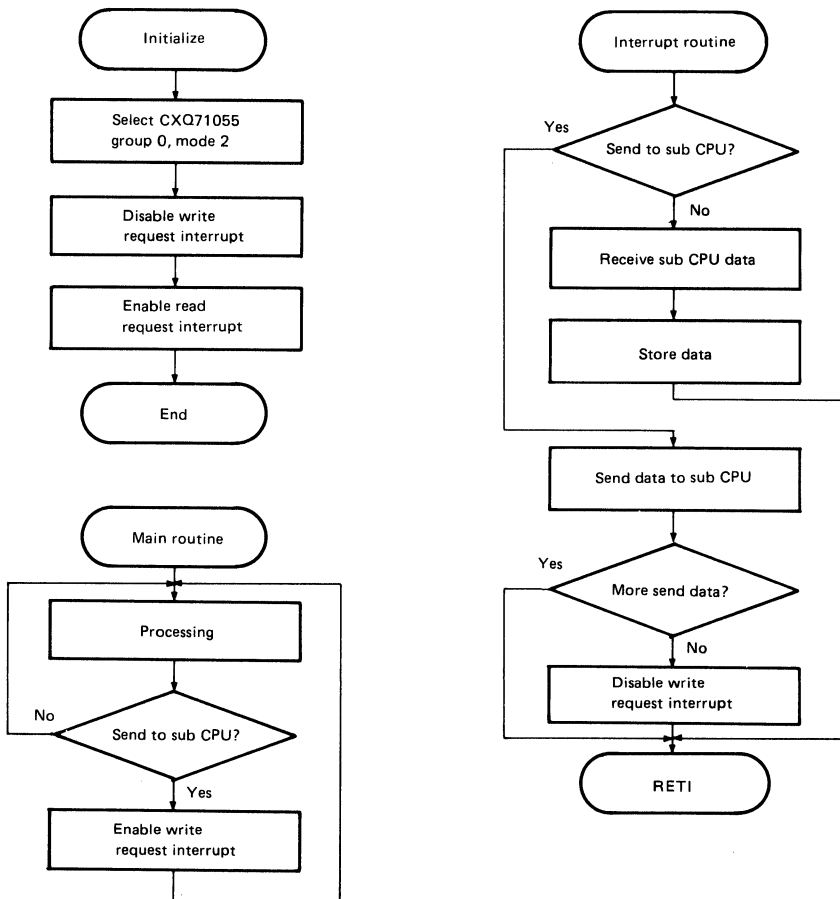 Initialize
Select CXQ71055
group 0, mode 2
Disable write
request interrupt
Enable read
request interrupt
End
Main routine
Processing
No
Send to sub CPU?
Yes
Enable write
request interrupt
Interrupt routine
Yes
Send to sub CPU?
No
Receive sub CPU data
Store data
Send data to sub CPU
Yes
More send data?
No
Disable write
request interrupt
RETI